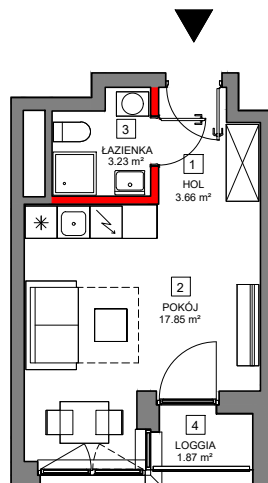 3
ŁAZIENKA
3.23 m²
1
HOL
3.66 m²
2
POKÓJ
17.85 m²
4
LOGGIA
1.87 m²